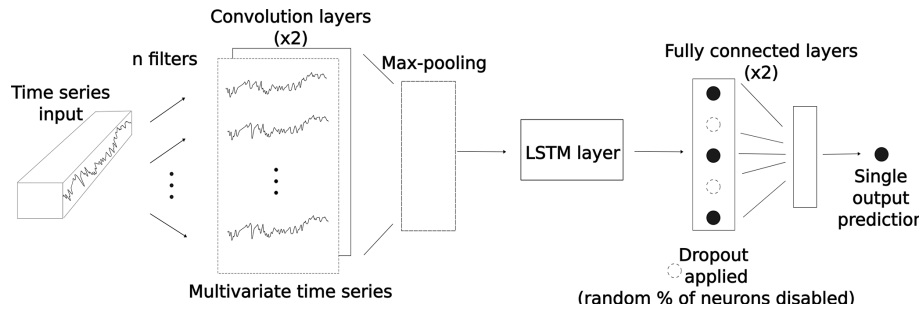 Convolution layers
(x2)
n filters
Time series
input
Multivariate time series
Max-pooling
LSTM layer
Fully connected layers
(x2)
Dropout
applied
(random % of neurons disabled)
Single
output
prediction